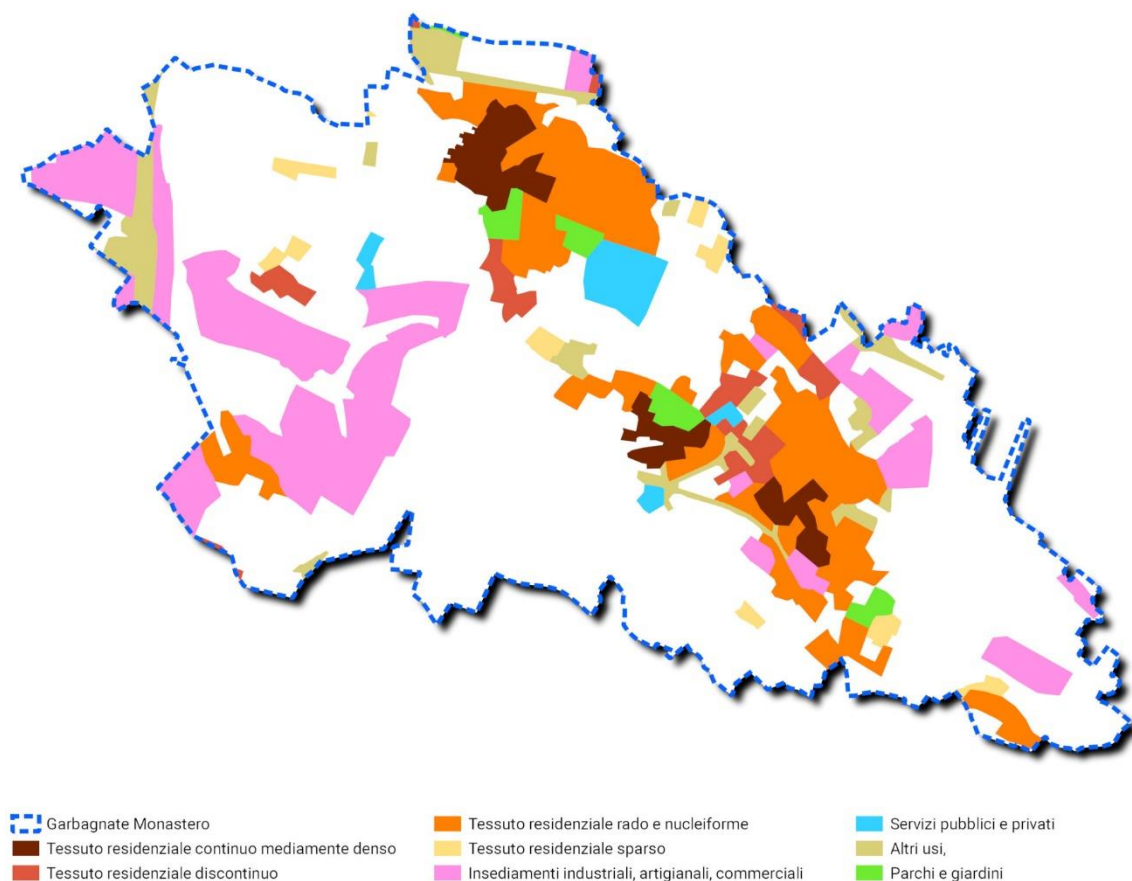 Garbagnate Monastero
Tessuto residenziale continuo mediamente denso
Tessuto residenziale discontinuo
Tessuto residenziale rado e nucleiforme
Tessuto residenziale sparso
Insediamenti industriali, artigianali, commerciali
Servizi pubblici e privati
Altri usi,
Parchi e giardini